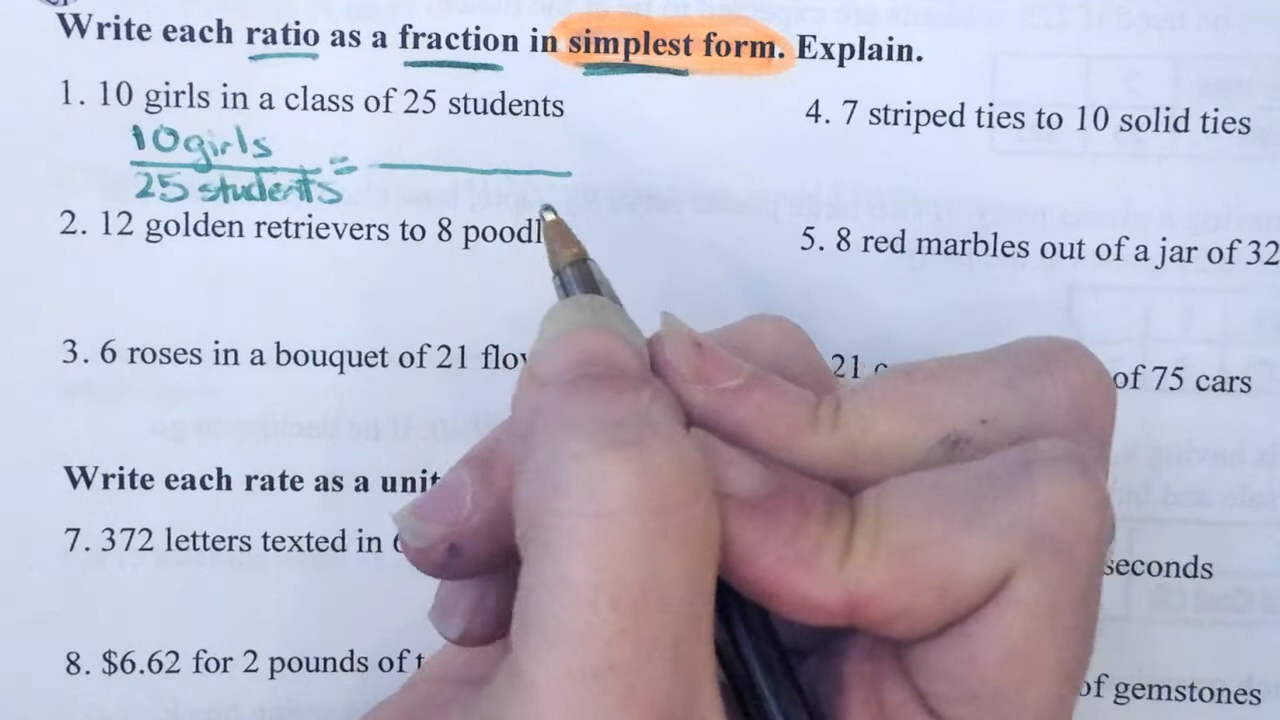 Write each ratio as a fraction in simplest form. Explain.
1. 10 girls in a class of 25 students
10 girls
25 students =
2. 12 golden retrievers to 8
3. 6 roses in a bouquet of 21
Write each rate as a
7. 372 letters texted in
8. $6.62 for 2 pounds of
4. 7 striped ties to 10 solid ties
5. 8 red marbles out of a jar of 32
21 of 75 cars
seconds
of gemstones